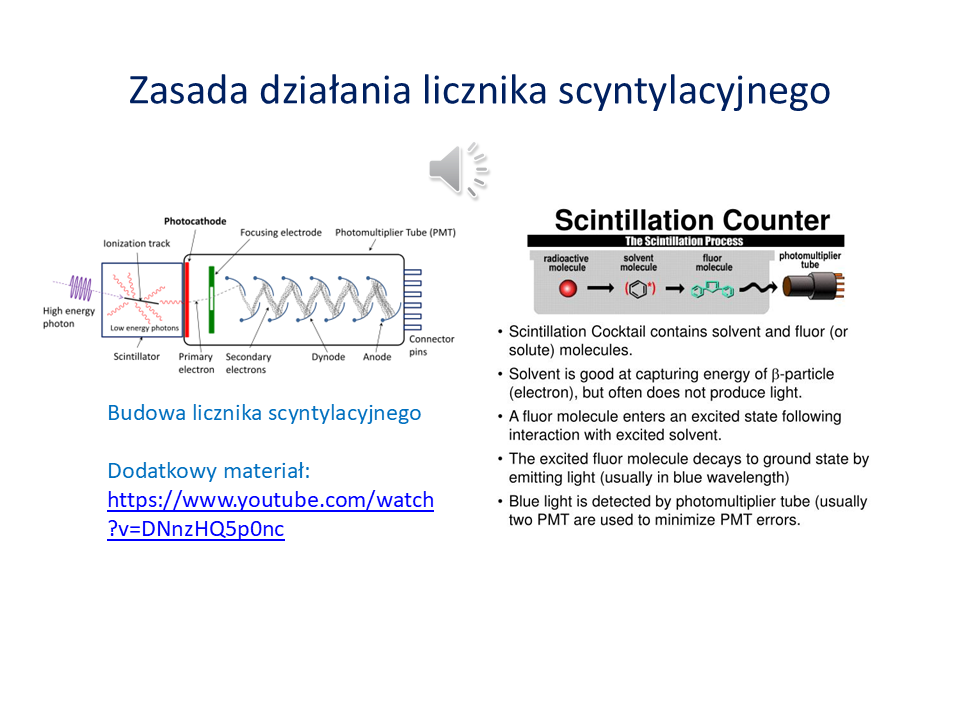 Zasada działania licznika scyntylacyjnego
Photocathode
Ionization track
Focusing electrode
Photomultiplier Tube (PMT)
High energy
photon
Low energy photons
Scintillator
Primary
electron
Secondary
electrons
Dynode
Anode
Connector
pins
Budowa licznika scyntylacyjnego
Dodatkowy materiał:
https://www.youtube.com/watch
?v=DNnzHQ5p0nc
Scintillation Counter
The Scintillation Process
radioactive
molecule
solvent
molecule
fluor
molecule
photomultiplier
tube
(*)
• Scintillation Cocktail contains solvent and fluor (or
solute) molecules.
• Solvent is good at capturing energy of β-particle
(electron), but often does not produce light.
• A fluor molecule enters an excited state following
interaction with excited solvent.
• The excited fluor molecule decays to ground state by
emitting light (usually in blue wavelength)
• Blue light is detected by photomultiplier tube (usually
two PMT are used to minimize PMT errors.